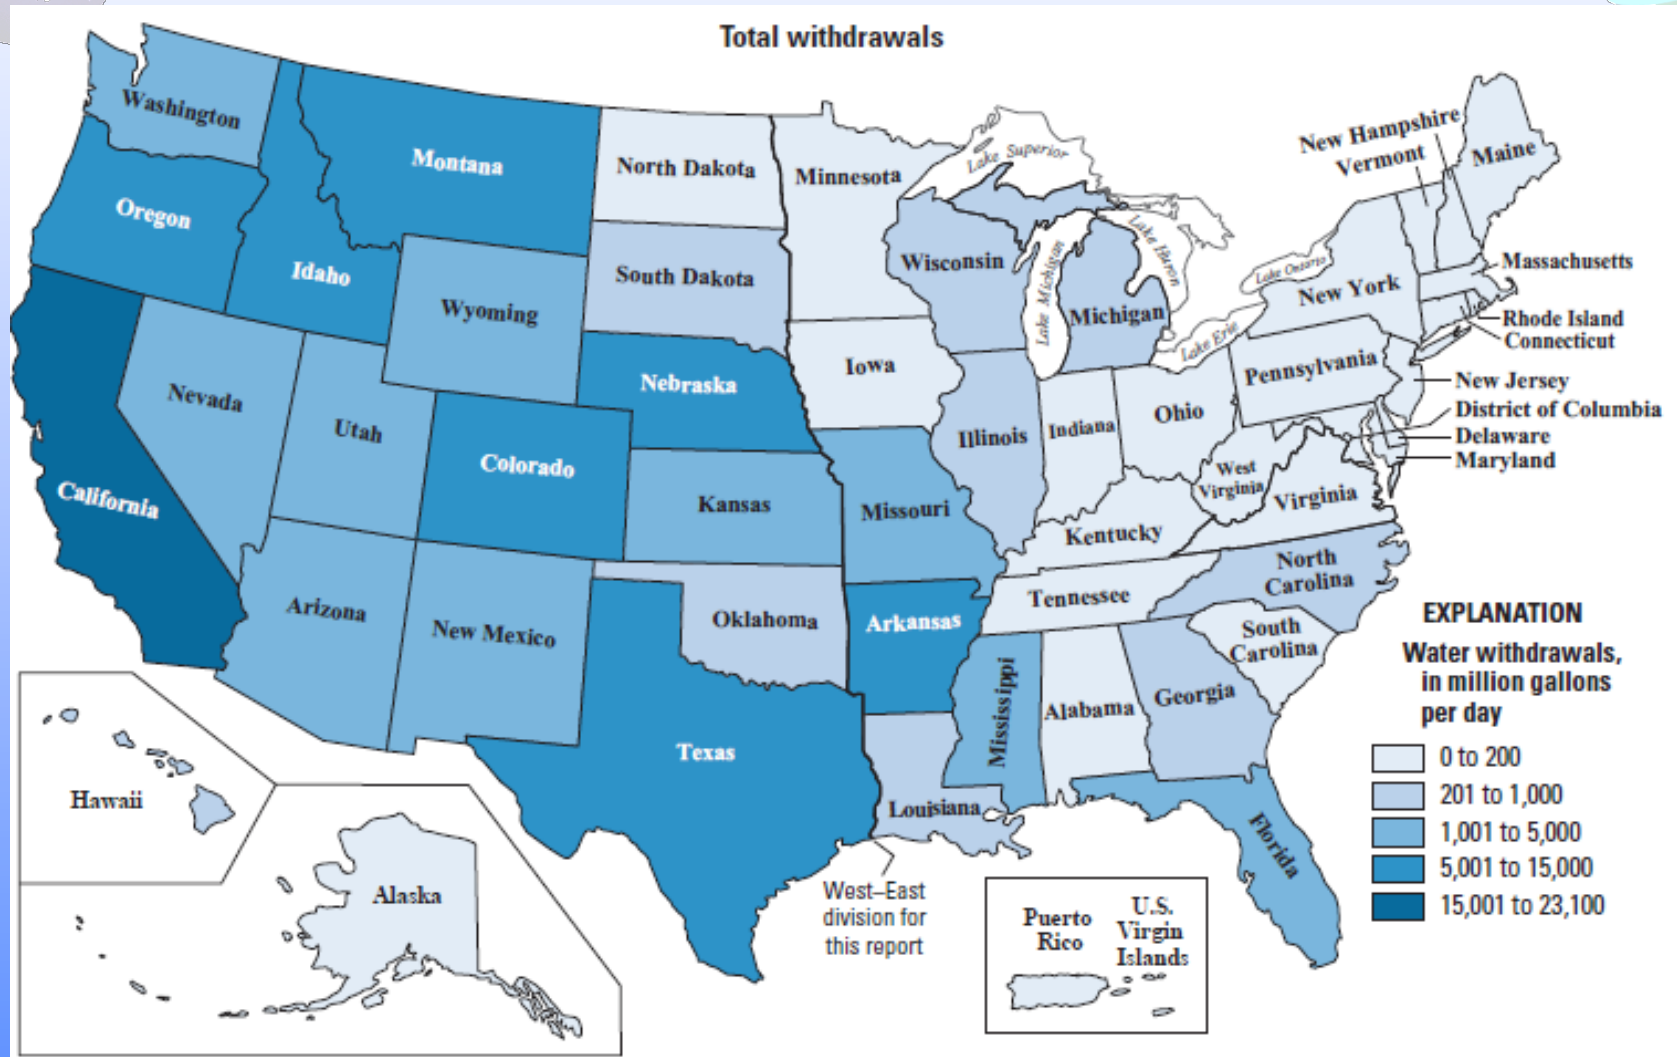 Total withdrawals
Washington
Montana
North Dakota
Minnesota
Lake Superior
New Hampshire
Vermont
Maine
Oregon
Idaho
Wyoming
South Dakota
Wisconsin
Lake Michigan
Lake Huron
Michigan
Lake Ontario
New York
Massachusetts
Rhode Island
Connecticut
Lake Erie
Nevada
Utah
Nebraska
Iowa
Pennsylvania
New Jersey
District of Columbia
Delaware
Maryland
California
Colorado
Kansas
Missouri
Illinois
Indiana
Ohio
West
Virginia
Virginia
Kentucky
North
Carolina
Tennessee
Arizona
New Mexico
Oklahoma
Arkansas
South
Carolina
Mississippi
Alabama
Georgia
Texas
Louisiana
Florida
Hawaii
Alaska
West–East
division for
this report
Puerto
Rico
U.S.
Virgin
Islands
EXPLANATION
Water withdrawals,
in million gallons
per day
0 to 200
201 to 1,000
1,001 to 5,000
5,001 to 15,000
15,001 to 23,100